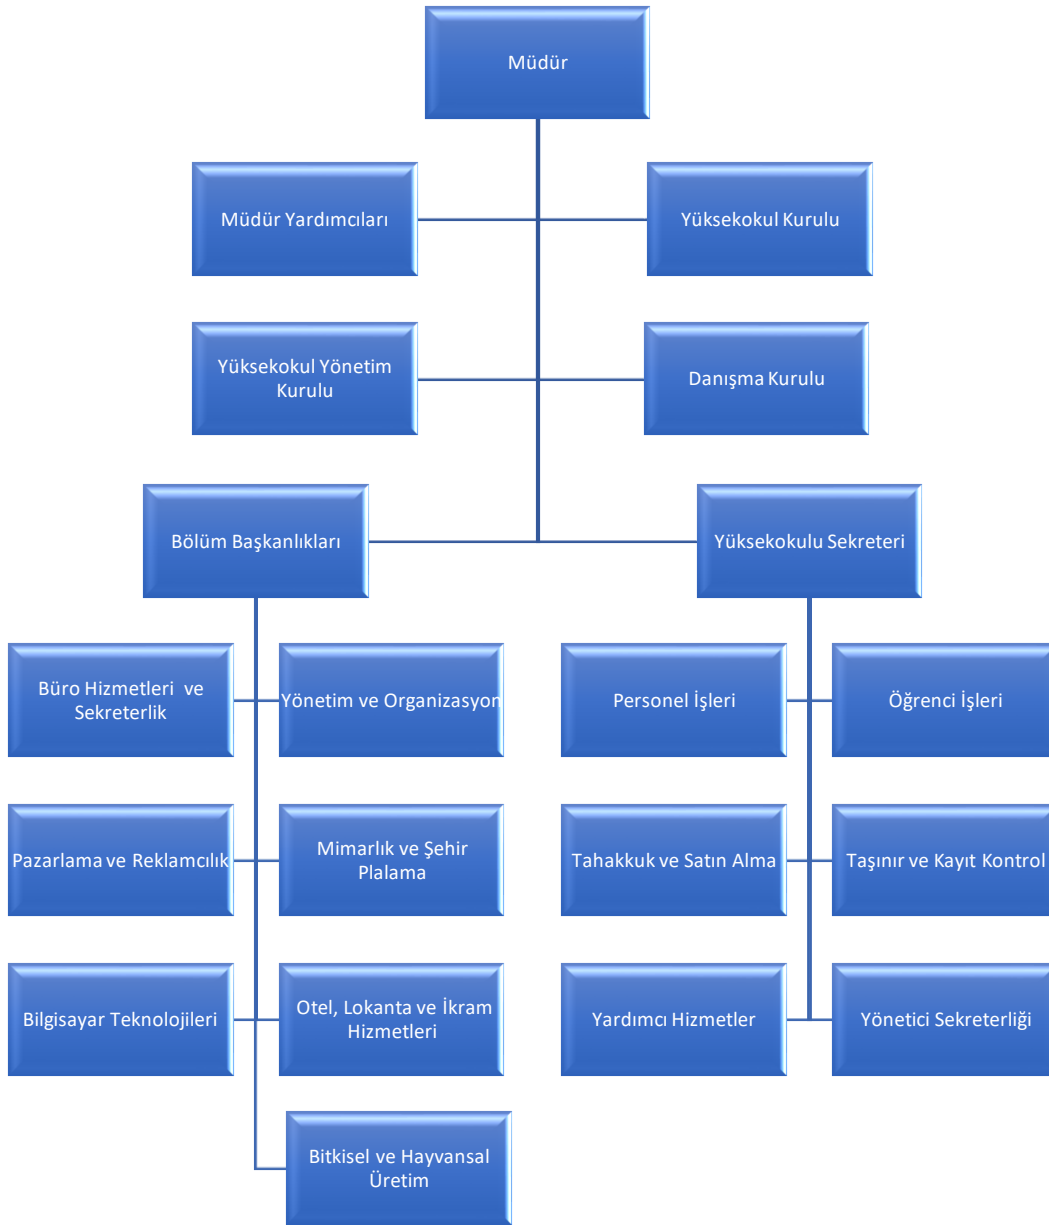 Müdür
Müdür Yardımcıları
Yüksekokul Kurulu
Yüksekokul Yönetim
Kurulu
Danışma Kurulu
Bölüm Başkanlıkları
Yüksekokulu Sekreteri
Büro Hizmetleri ve
Sekreterlik
Yönetim ve Organizasyon
Personel İşleri
Öğrenci İşleri
Pazarlama ve Reklamcılık
Mimarlık ve Şehir
Plalama
Tahakkuk ve Satın Alma
Taşınır ve Kayıt Kontrol
Bilgisayar Teknolojileri
Otel, Lokanta ve İkram
Hizmetleri
Yardımcı Hizmetler
Yönetici Sekreterliği
Bitkisel ve Hayvansal
Üretim